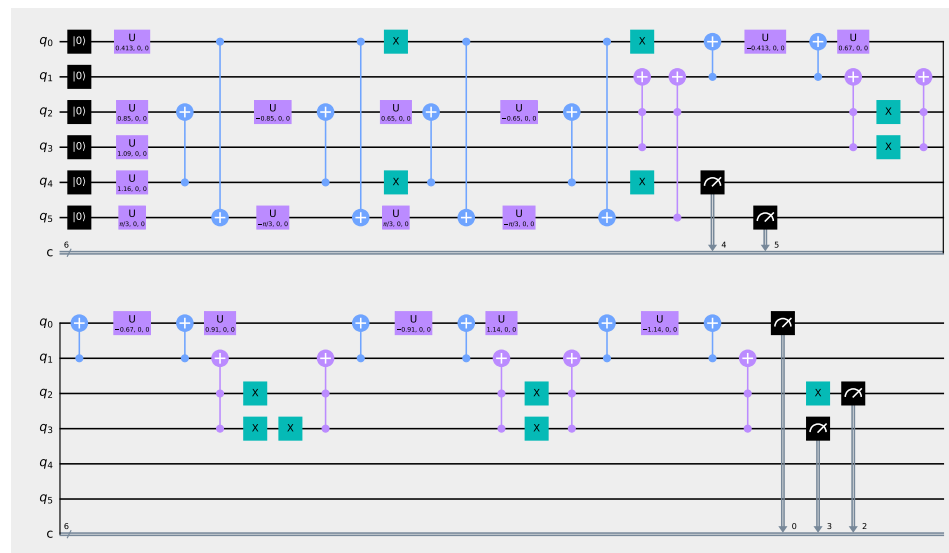 q0 |0⟩ U 0.413, 0, 0 X X U −0.413, 0, 0 U 0.67, 0, 0
q1 |0⟩
q2 |0⟩ U 0.85, 0, 0 U −0.85, 0, 0 U 0.65, 0, 0 U −0.65, 0, 0 X
q3 |0⟩ U 1.09, 0, 0 X
q4 |0⟩ U 1.16, 0, 0 X X
q5 |0⟩ U π/3, 0, 0 U −π/3, 0, 0 U π/3, 0, 0 U −π/3, 0, 0
c 6 4 5
q0 U −0.67, 0, 0 U 0.91, 0, 0 U −0.91, 0, 0 U 1.14, 0, 0 U −1.14, 0, 0
q1
q2 X X X
q3 X X X
q4
q5
c 6 0 3 2